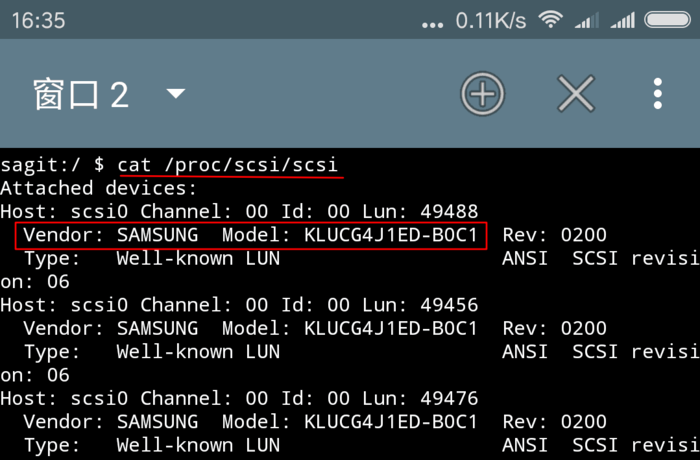 16:35 ... 0.11K/s
窗口 2
sagit:/ $ cat /proc/scsi/scsi
Attached devices:
Host: scsi0 Channel: 00 Id: 00 Lun: 49488
  Vendor: SAMSUNG  Model: KLUCG4J1ED-B0C1  Rev: 0200
  Type:   Well-known LUN                   ANSI  SCSI revisi
on: 06
Host: scsi0 Channel: 00 Id: 00 Lun: 49456
  Vendor: SAMSUNG  Model: KLUCG4J1ED-B0C1  Rev: 0200
  Type:   Well-known LUN                   ANSI  SCSI revisi
on: 06
Host: scsi0 Channel: 00 Id: 00 Lun: 49476
  Vendor: SAMSUNG  Model: KLUCG4J1ED-B0C1  Rev: 0200
  Type:   Well-known LUN                   ANSI  SCSI revisi